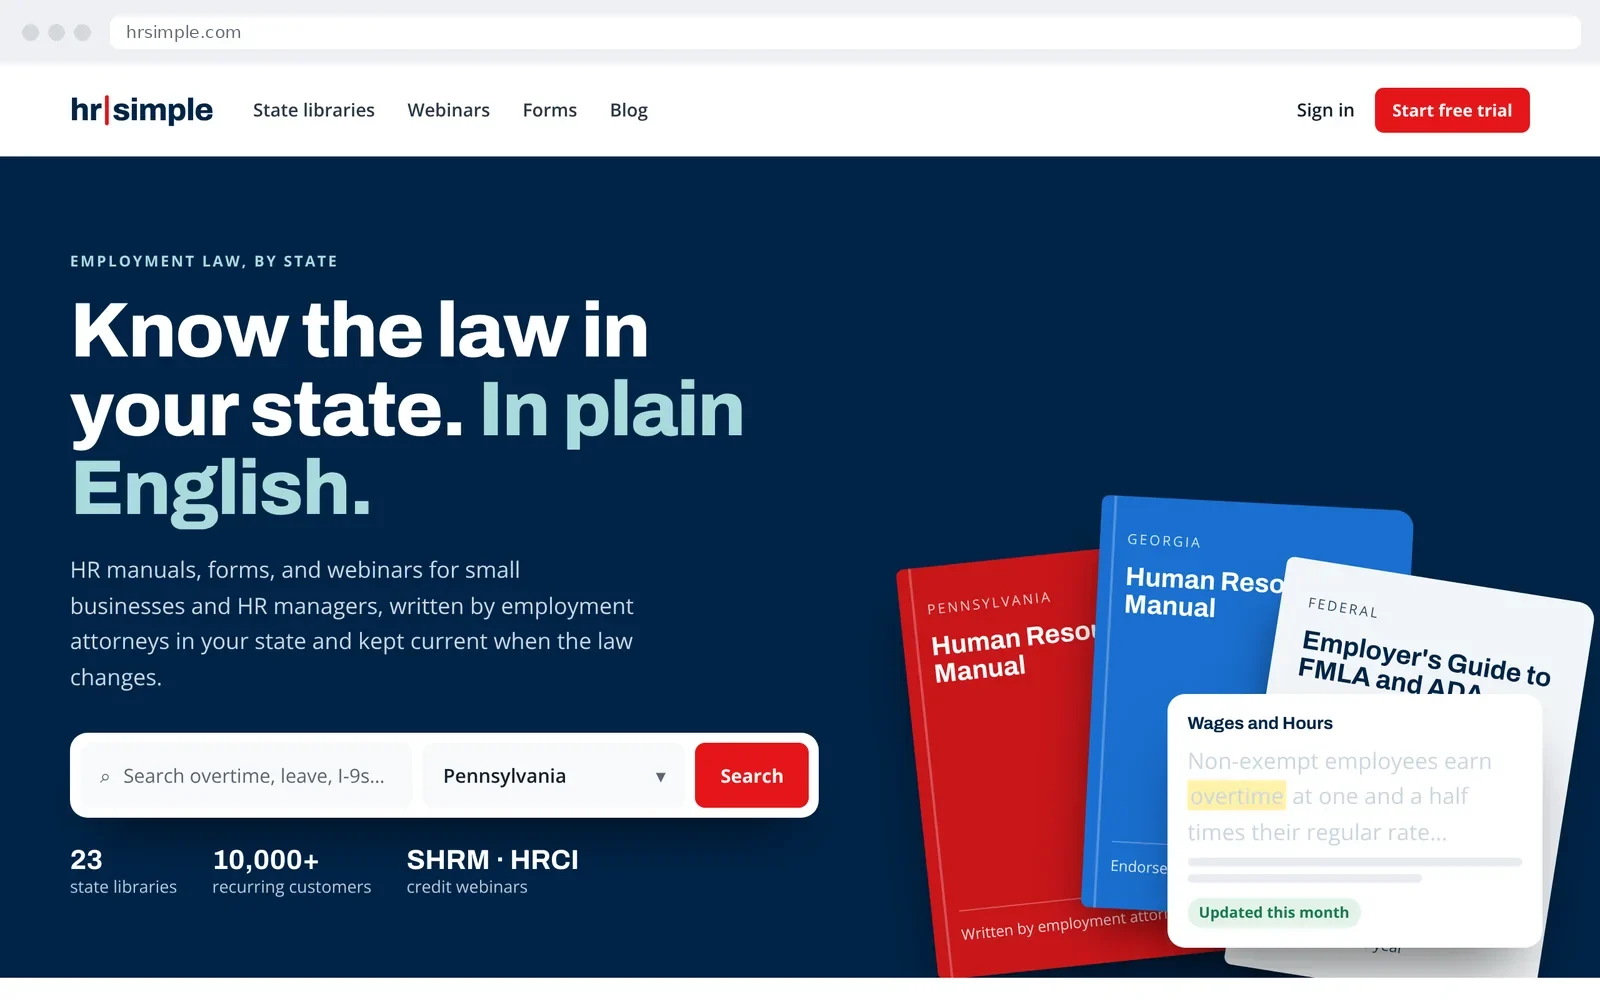 hrsimple.com
hr|simple
State libraries
Webinars
Forms
Blog
Sign in
Start free trial
EMPLOYMENT LAW, BY STATE
Know the law in
your state. In plain
English.
HR manuals, forms, and webinars for small
businesses and HR managers, written by employment
attorneys in your state and kept current when the law
changes.
Search overtime, leave, I-9s...
Pennsylvania
Search
23
state libraries
10,000+
recurring customers
SHRM · HRCI
credit webinars
PENNSYLVANIA
Human Resou
Manual
Written by employment attorn
GEORGIA
Human Reso
Manual
Endorse
FEDERAL
Employer's Guide to
FMLA and ADA
year
Wages and Hours
Non-exempt employees earn
overtime at one and a half
times their regular rate...
Updated this month